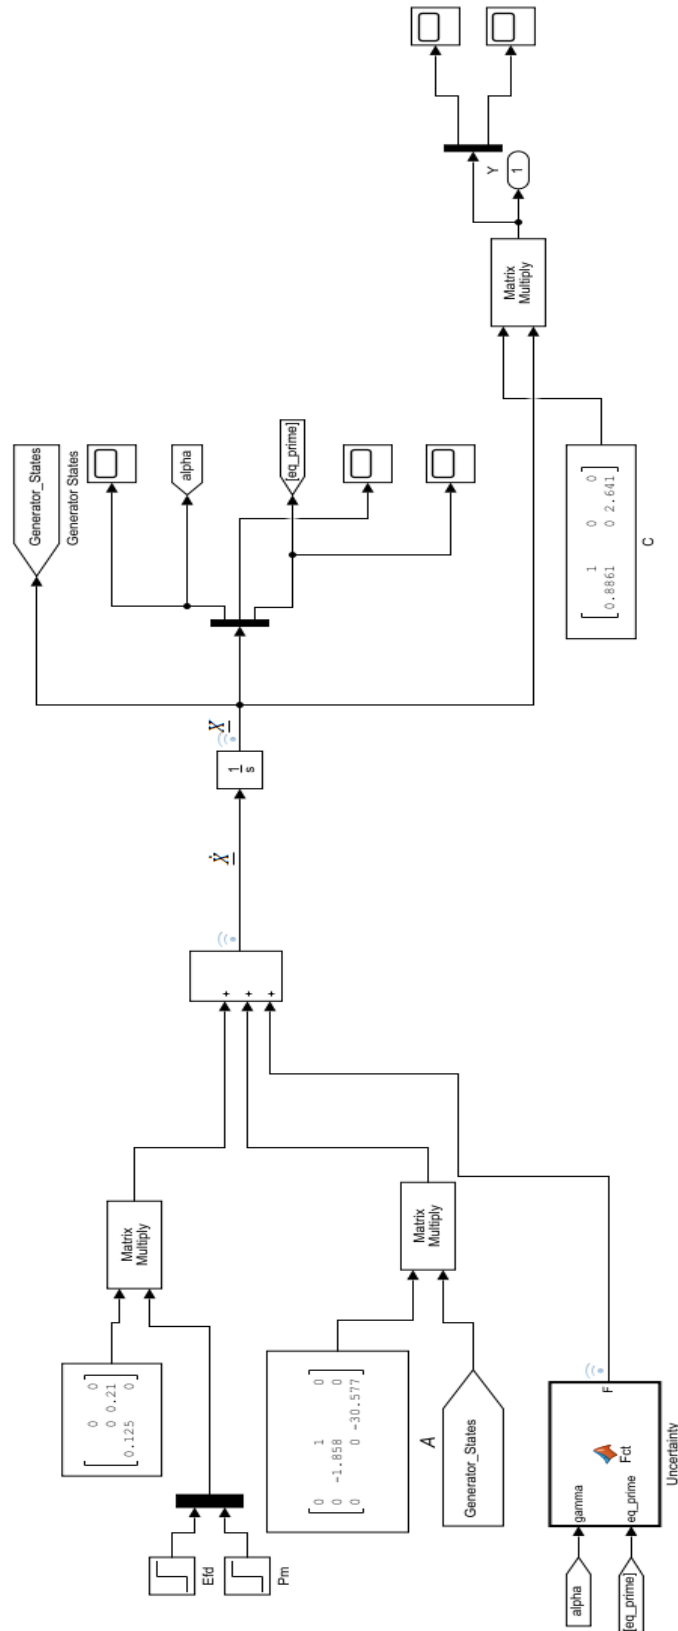 Efd
Pm
0 0
0 0.21
0.125 0
Matrix
Multiply
0 1 0
0 -1.858 0
0 0 -30.577
A
Generator_States
Matrix
Multiply
alpha
[eq_prime]
gamma
eq_prime
Fct
F
Uncertainty
+
+
+
Ẋ
1
s
X
Generator_States
Generator States
alpha
[eq_prime]
1 0 0
0.8861 0 2.641
C
Matrix
Multiply
Y
1